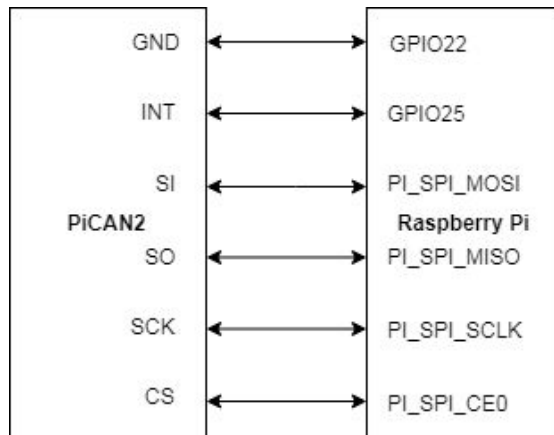 GND GPIO22
INT GPIO25
SI PI_SPI_MOSI
PiCAN2 Raspberry Pi
SO PI_SPI_MISO
SCK PI_SPI_SCLK
CS PI_SPI_CE0